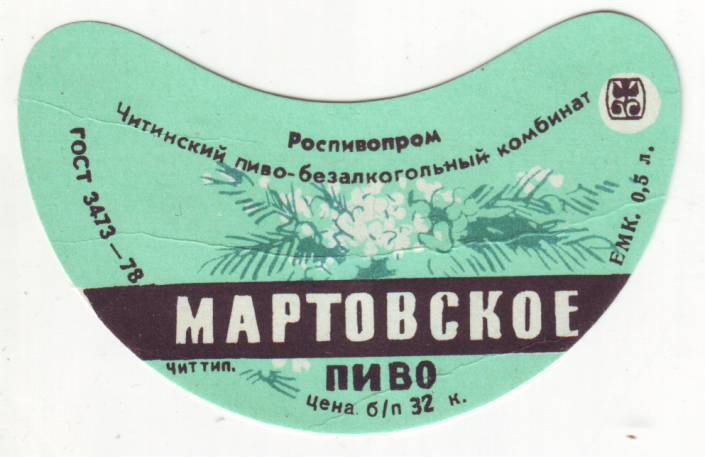 Роспивопром
Читинский пиво-безалкогольный комбинат
ГОСТ 3473—78
ЕМК. 0,5 л.
МАРТОВСКОЕ
ПИВО
Читтип.
цена б/п 32 к.